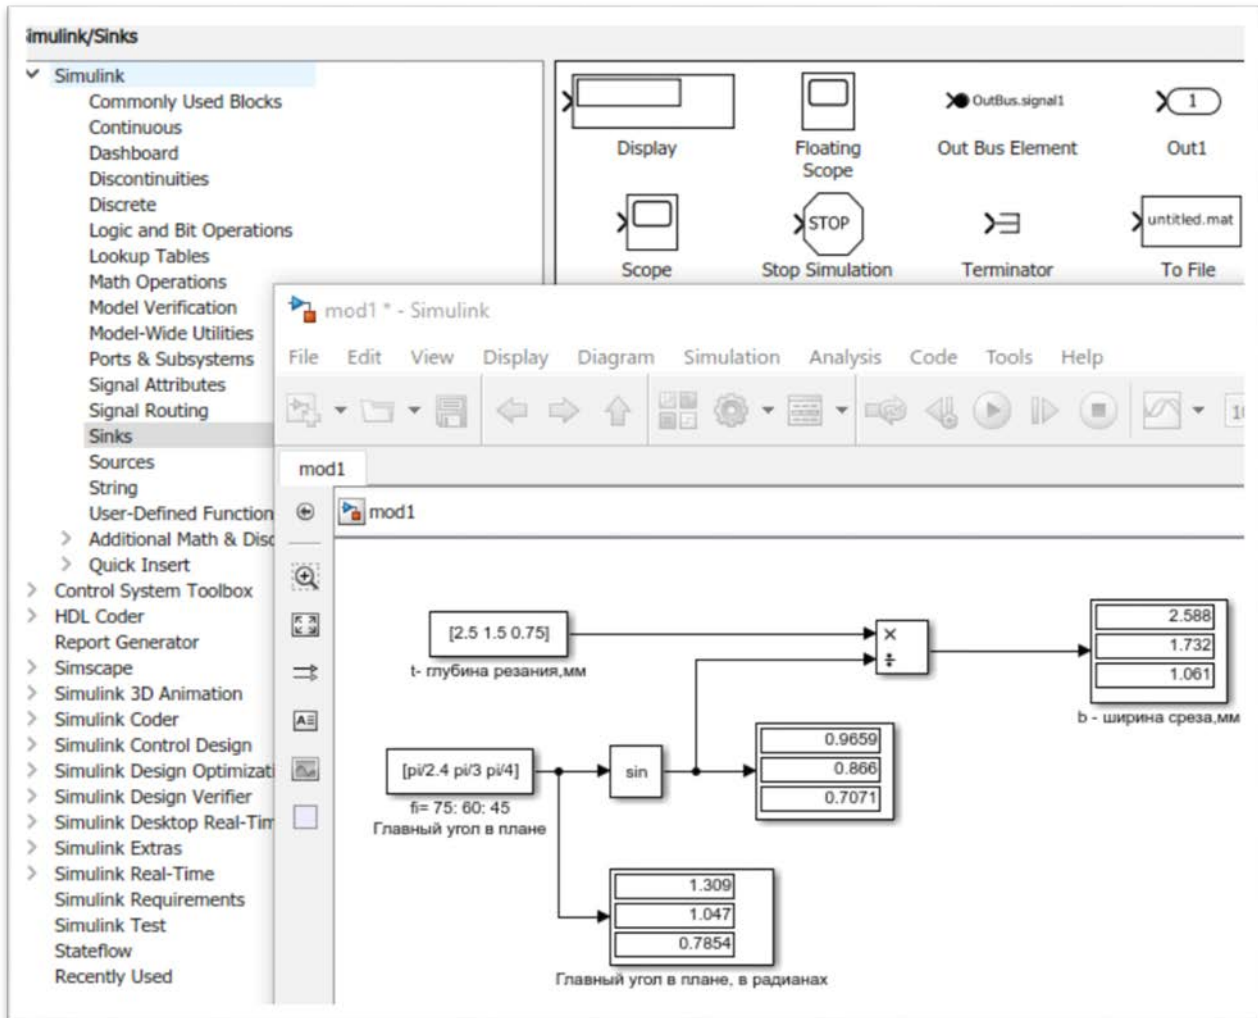 Simulink/Sinks
Simulink
Commonly Used Blocks
Continuous
Dashboard
Discontinuities
Discrete
Logic and Bit Operations
Lookup Tables
Math Operations
Model Verification
Model-Wide Utilities
Ports & Subsystems
Signal Attributes
Signal Routing
Sinks
Sources
String
User-Defined Function
Additional Math & Disc
Quick Insert
Control System Toolbox
HDL Coder
Report Generator
Simscape
Simulink 3D Animation
Simulink Coder
Simulink Control Design
Simulink Design Optimizati
Simulink Design Verifier
Simulink Desktop Real-Tim
Simulink Extras
Simulink Real-Time
Simulink Requirements
Simulink Test
Stateflow
Recently Used
OutBus.signal1
1
Display
Floating
Scope
Out Bus Element
Out1
STOP
untitled.mat
Scope
Stop Simulation
Terminator
To File
mod1 * - Simulink
File Edit View Display Diagram Simulation Analysis Code Tools Help
10
mod1
mod1
[2.5 1.5 0.75]
t- глубина резания,мм
×
÷
2.588
1.732
1.061
b - ширина среза,мм
[pi/2.4 pi/3 pi/4]
fi= 75: 60: 45
Главный угол в плане
sin
0.9659
0.866
0.7071
1.309
1.047
0.7854
Главный угол в плане, в радианах